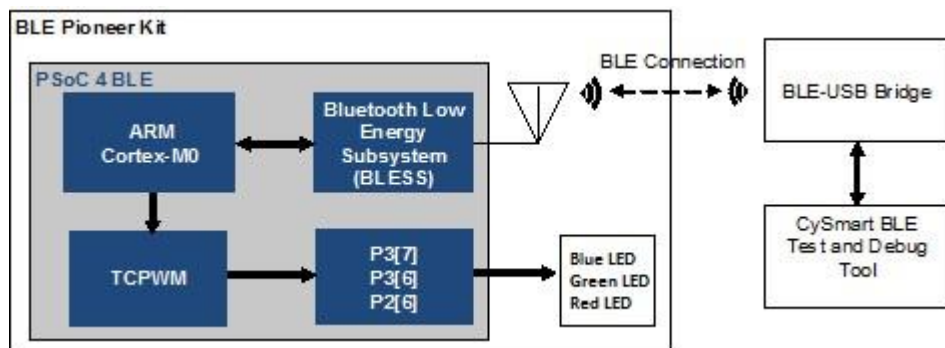 BLE Pioneer Kit
PSoC 4 BLE
ARM
Cortex-M0
Bluetooth Low
Energy
Subsystem
(BLESS)
BLE Connection
BLE-USB Bridge
TCPWM
P3[7]
P3[6]
P2[6]
Blue LED
Green LED
Red LED
CySmart BLE
Test and Debug
Tool